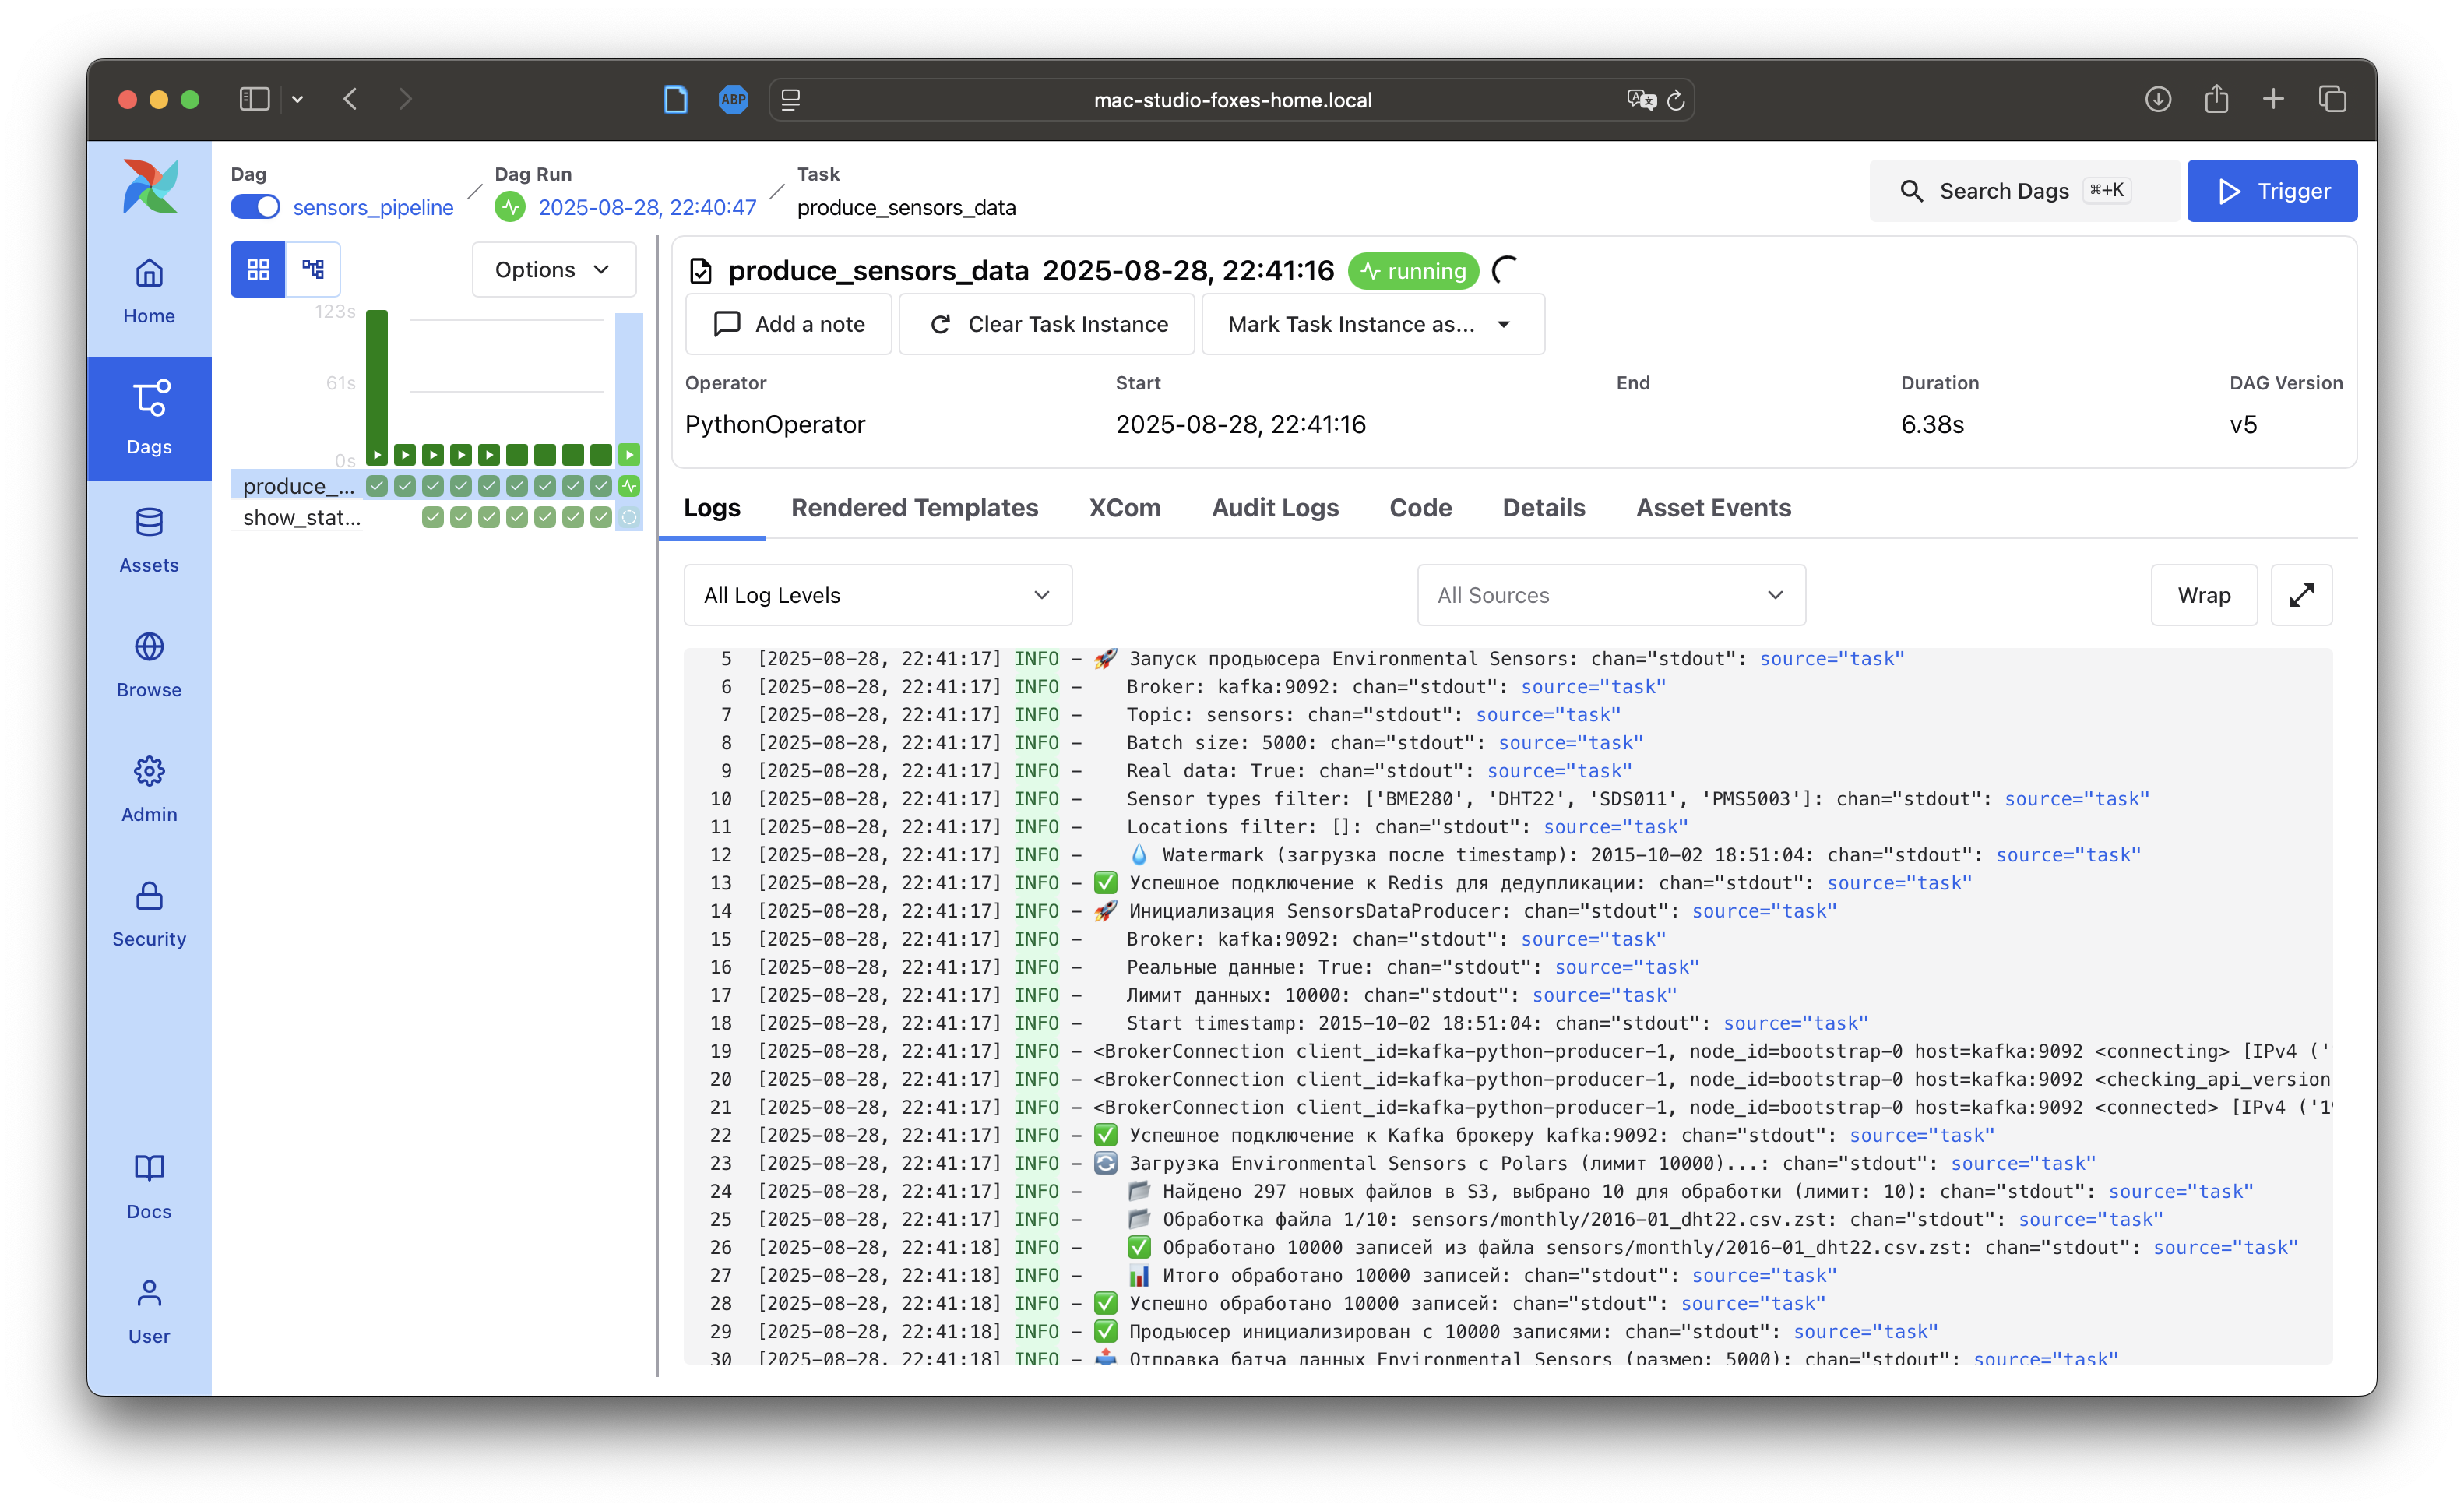 ABP
mac-studio-foxes-home.local
Dag
sensors_pipeline
Dag Run
2025-08-28, 22:40:47
Task
produce_sensors_data
Search Dags ⌘+K
Trigger
Home
Dags
Assets
Browse
Admin
Security
Docs
User
Options
123s
61s
0s
produce_...
show_stat...
produce_sensors_data 2025-08-28, 22:41:16 running
Add a note
Clear Task Instance
Mark Task Instance as...
Operator Start End Duration DAG Version
PythonOperator 2025-08-28, 22:41:16 6.38s v5
Logs Rendered Templates XCom Audit Logs Code Details Asset Events
All Log Levels
All Sources
Wrap
5 [2025-08-28, 22:41:17] INFO - 🚀 Запуск продьюсера Environmental Sensors: chan="stdout": source="task"
6 [2025-08-28, 22:41:17] INFO - Broker: kafka:9092: chan="stdout": source="task"
7 [2025-08-28, 22:41:17] INFO - Topic: sensors: chan="stdout": source="task"
8 [2025-08-28, 22:41:17] INFO - Batch size: 5000: chan="stdout": source="task"
9 [2025-08-28, 22:41:17] INFO - Real data: True: chan="stdout": source="task"
10 [2025-08-28, 22:41:17] INFO - Sensor types filter: ['BME280', 'DHT22', 'SDS011', 'PMS5003']: chan="stdout": source="task"
11 [2025-08-28, 22:41:17] INFO - Locations filter: []: chan="stdout": source="task"
12 [2025-08-28, 22:41:17] INFO - 💧 Watermark (загрузка после timestamp): 2015-10-02 18:51:04: chan="stdout": source="task"
13 [2025-08-28, 22:41:17] INFO - ✅ Успешное подключение к Redis для дедупликации: chan="stdout": source="task"
14 [2025-08-28, 22:41:17] INFO - 🚀 Инициализация SensorsDataProducer: chan="stdout": source="task"
15 [2025-08-28, 22:41:17] INFO - Broker: kafka:9092: chan="stdout": source="task"
16 [2025-08-28, 22:41:17] INFO - Реальные данные: True: chan="stdout": source="task"
17 [2025-08-28, 22:41:17] INFO - Лимит данных: 10000: chan="stdout": source="task"
18 [2025-08-28, 22:41:17] INFO - Start timestamp: 2015-10-02 18:51:04: chan="stdout": source="task"
19 [2025-08-28, 22:41:17] INFO - <BrokerConnection client_id=kafka-python-producer-1, node_id=bootstrap-0 host=kafka:9092 <connecting> [IPv4 ('
20 [2025-08-28, 22:41:17] INFO - <BrokerConnection client_id=kafka-python-producer-1, node_id=bootstrap-0 host=kafka:9092 <checking_api_version
21 [2025-08-28, 22:41:17] INFO - <BrokerConnection client_id=kafka-python-producer-1, node_id=bootstrap-0 host=kafka:9092 <connected> [IPv4 ('1
22 [2025-08-28, 22:41:17] INFO - ✅ Успешное подключение к Kafka брокеру kafka:9092: chan="stdout": source="task"
23 [2025-08-28, 22:41:17] INFO - 🔄 Загрузка Environmental Sensors с Polars (лимит 10000)...: chan="stdout": source="task"
24 [2025-08-28, 22:41:17] INFO - 📂 Найдено 297 новых файлов в S3, выбрано 10 для обработки (лимит: 10): chan="stdout": source="task"
25 [2025-08-28, 22:41:17] INFO - 📂 Обработка файла 1/10: sensors/monthly/2016-01_dht22.csv.zst: chan="stdout": source="task"
26 [2025-08-28, 22:41:18] INFO - ✅ Обработано 10000 записей из файла sensors/monthly/2016-01_dht22.csv.zst: chan="stdout": source="task"
27 [2025-08-28, 22:41:18] INFO - 📊 Итого обработано 10000 записей: chan="stdout": source="task"
28 [2025-08-28, 22:41:18] INFO - ✅ Успешно обработано 10000 записей: chan="stdout": source="task"
29 [2025-08-28, 22:41:18] INFO - ✅ Продьюсер инициализирован с 10000 записями: chan="stdout": source="task"
30 [2025-08-28, 22:41:18] INFO - 📤 Отправка батча данных Environmental Sensors (размер: 5000): chan="stdout": source="task"